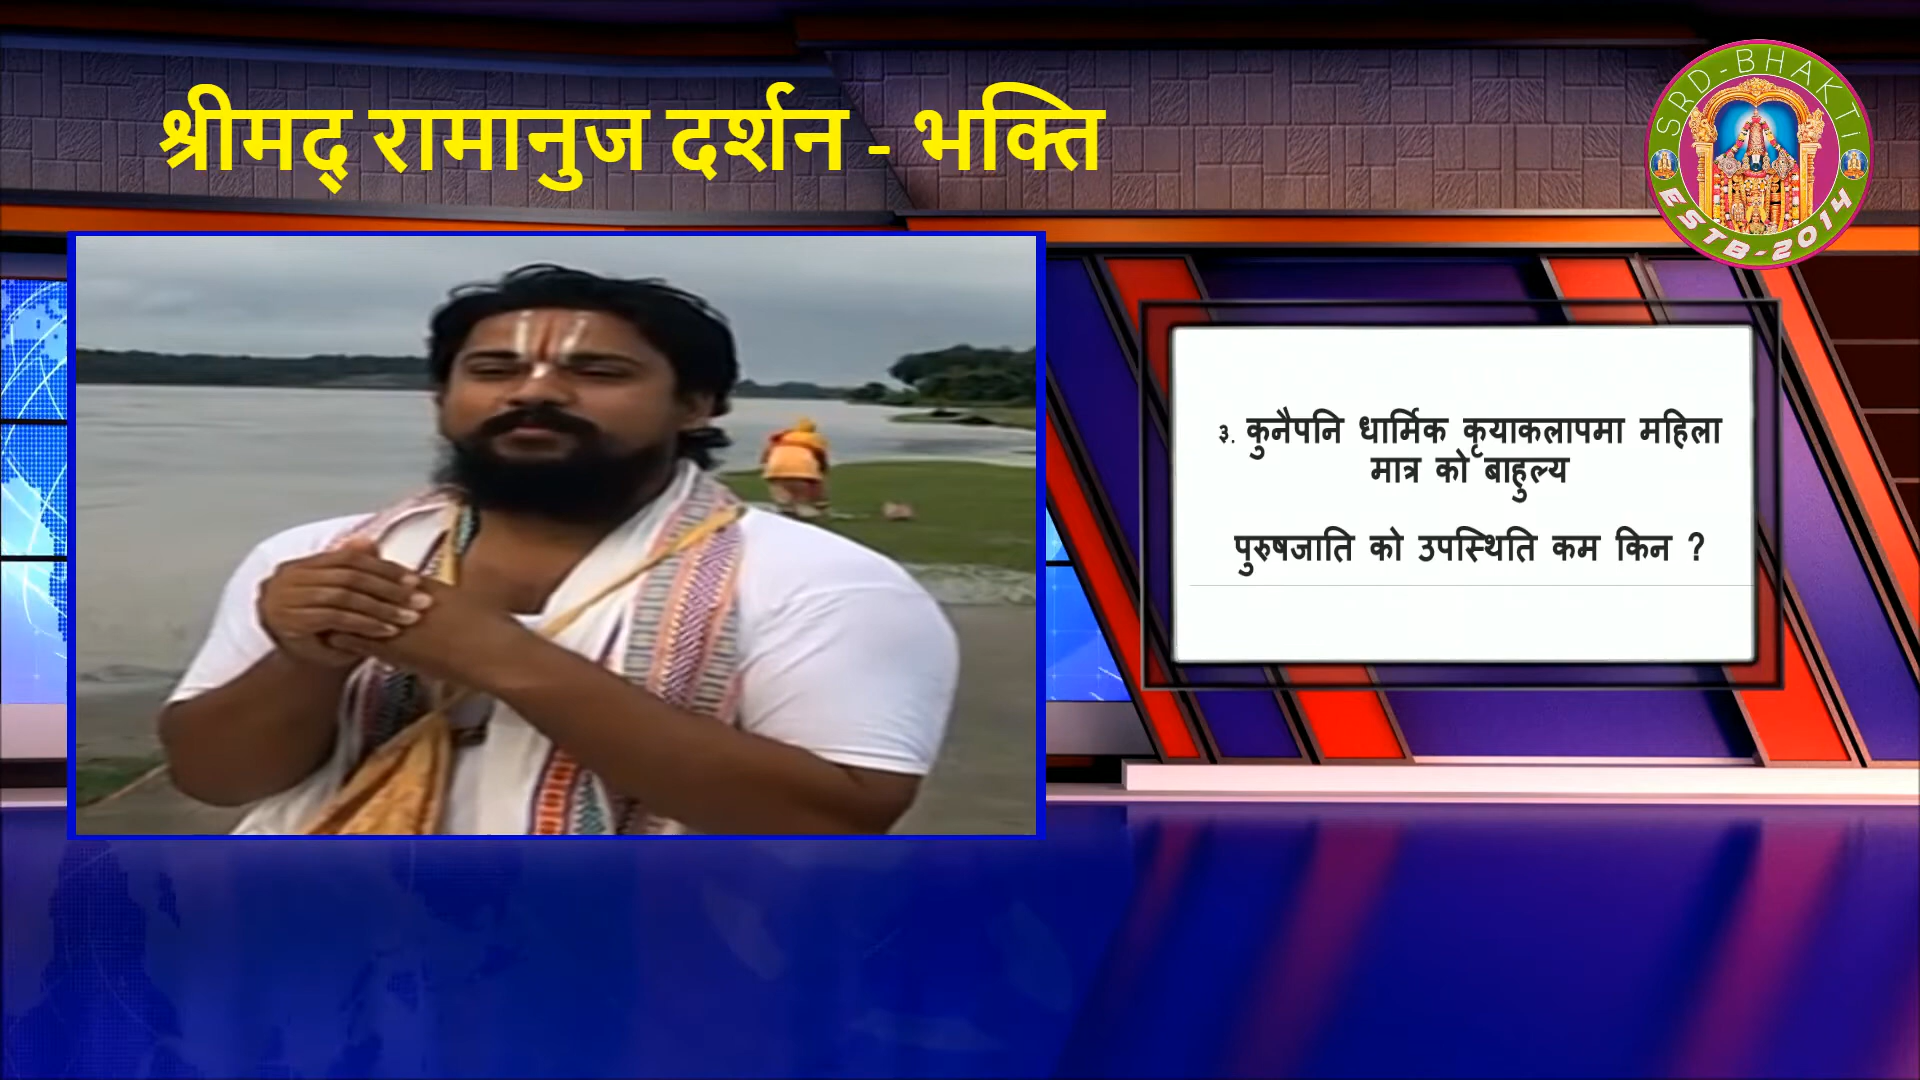 श्रीमद् रामानुज दर्शन - भक्ति
SRD-BHAKTI
ESTB-2014
३. कुनैपनि धार्मिक कृयाकलापमा महिला
मात्र को बाहुल्य
पुरुषजाति को उपस्थिति कम किन ?